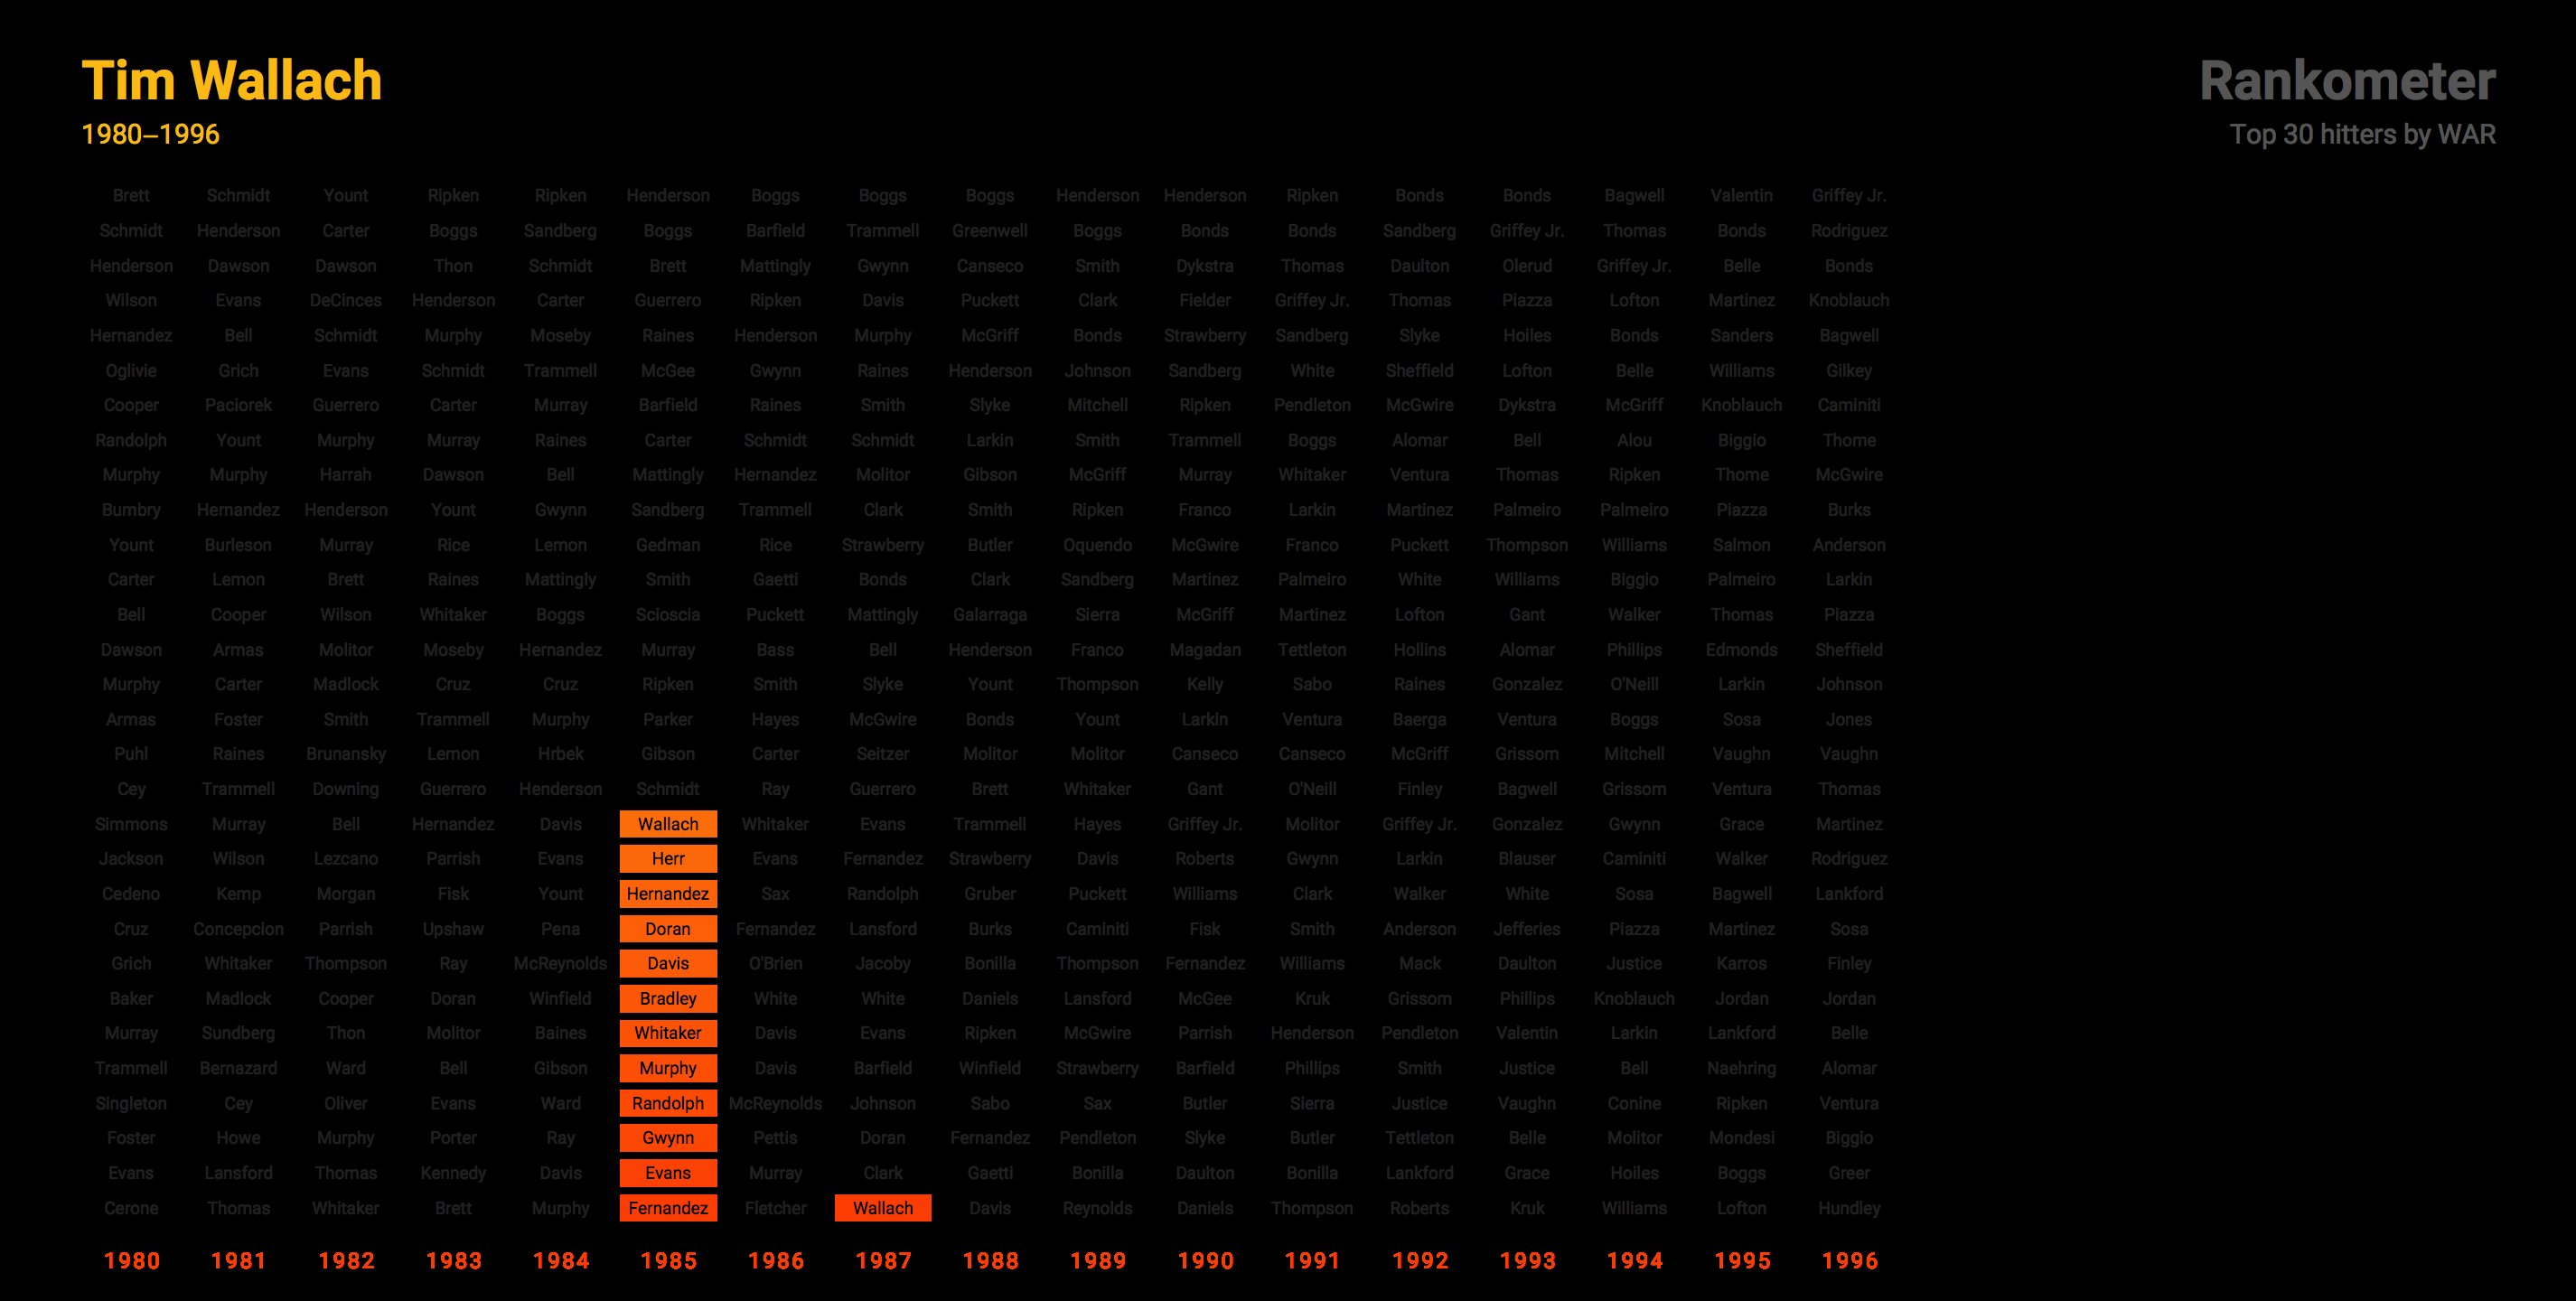 Tim Wallach
1980–1996
Rankometer
Top 30 hitters by WAR
Brett Schmidt Yount Ripken Ripken Henderson Boggs Boggs Boggs Henderson Henderson Ripken Bonds Bonds Bagwell Valentin Griffey Jr.
Schmidt Henderson Carter Boggs Sandberg Boggs Barfield Trammell Greenwell Boggs Bonds Bonds Sandberg Griffey Jr. Thomas Bonds Rodriguez
Henderson Dawson Dawson Thon Schmidt Brett Mattingly Gwynn Canseco Smith Dykstra Thomas Daulton Olerud Griffey Jr. Belle Bonds
Wilson Evans DeCinces Henderson Carter Guerrero Ripken Davis Puckett Clark Fielder Griffey Jr. Thomas Piazza Lofton Martinez Knoblauch
Hernandez Bell Schmidt Murphy Moseby Raines Henderson Murphy McGriff Bonds Strawberry Sandberg Slyke Hoiles Bonds Sanders Bagwell
Oglivie Grich Evans Schmidt Trammell McGee Gwynn Raines Henderson Johnson Sandberg White Sheffield Lofton Belle Williams Gilkey
Cooper Paciorek Guerrero Carter Murray Barfield Raines Smith Slyke Mitchell Ripken Pendleton McGwire Dykstra McGriff Knoblauch Caminiti
Randolph Yount Murphy Murray Raines Carter Schmidt Schmidt Larkin Smith Trammell Boggs Alomar Bell Alou Biggio Thome
Murphy Murphy Harrah Dawson Bell Mattingly Hernandez Molitor Gibson McGriff Murray Whitaker Ventura Thomas Ripken Thome McGwire
Bumbry Hernandez Henderson Yount Gwynn Sandberg Trammell Clark Smith Ripken Franco Larkin Martinez Palmeiro Palmeiro Piazza Burks
Yount Burleson Murray Rice Lemon Gedman Rice Strawberry Butler Oquendo McGwire Franco Puckett Thompson Williams Salmon Anderson
Carter Lemon Brett Raines Mattingly Smith Gaetti Bonds Clark Sandberg Martinez Palmeiro White Williams Biggio Palmeiro Larkin
Bell Cooper Wilson Whitaker Boggs Scioscia Puckett Mattingly Galarraga Sierra McGriff Martinez Lofton Gant Walker Thomas Piazza
Dawson Armas Molitor Moseby Hernandez Murray Bass Bell Henderson Franco Magadan Tettleton Hollins Alomar Phillips Edmonds Sheffield
Murphy Carter Madlock Cruz Cruz Ripken Smith Slyke Yount Thompson Kelly Sabo Raines Gonzalez O'Neill Larkin Johnson
Armas Foster Smith Trammell Murphy Parker Hayes McGwire Bonds Yount Larkin Ventura Baerga Ventura Boggs Sosa Jones
Puhl Raines Brunansky Lemon Hrbek Gibson Carter Seitzer Molitor Molitor Canseco Canseco McGriff Grissom Mitchell Vaughn Vaughn
Cey Trammell Downing Guerrero Henderson Schmidt Ray Guerrero Brett Whitaker Gant O'Neill Finley Bagwell Grissom Ventura Thomas
Simmons Murray Bell Hernandez Davis Wallach Whitaker Evans Trammell Hayes Griffey Jr. Molitor Griffey Jr. Gonzalez Gwynn Grace Martinez
Jackson Wilson Lezcano Parrish Evans Herr Evans Fernandez Strawberry Davis Roberts Gwynn Larkin Blauser Caminiti Walker Rodriguez
Cedeno Kemp Morgan Fisk Yount Hernandez Sax Randolph Gruber Puckett Williams Clark Walker White Sosa Bagwell Lankford
Cruz Concepcion Parrish Upshaw Pena Doran Fernandez Lansford Burks Caminiti Fisk Smith Anderson Jefferies Piazza Martinez Sosa
Grich Whitaker Thompson Ray McReynolds Davis O'Brien Jacoby Bonilla Thompson Fernandez Williams Mack Daulton Justice Karros Finley
Baker Madlock Cooper Doran Winfield Bradley White White Daniels Lansford McGee Kruk Grissom Phillips Knoblauch Jordan Jordan
Murray Sundberg Thon Molitor Baines Whitaker Davis Evans Ripken McGwire Parrish Henderson Pendleton Valentin Larkin Lankford Belle
Trammell Bernazard Ward Bell Gibson Murphy Davis Barfield Winfield Strawberry Barfield Phillips Smith Justice Bell Naehring Alomar
Singleton Cey Oliver Evans Ward Randolph McReynolds Johnson Sabo Sax Butler Sierra Justice Vaughn Conine Ripken Ventura
Foster Howe Murphy Porter Ray Gwynn Pettis Doran Fernandez Pendleton Slyke Butler Tettleton Belle Molitor Mondesi Biggio
Evans Lansford Thomas Kennedy Davis Evans Murray Clark Gaetti Bonilla Daulton Bonilla Lankford Grace Hoiles Boggs Greer
Cerone Thomas Whitaker Brett Murphy Fernandez Fletcher Wallach Davis Reynolds Daniels Thompson Roberts Kruk Williams Lofton Hundley
1980 1981 1982 1983 1984 1985 1986 1987 1988 1989 1990 1991 1992 1993 1994 1995 1996